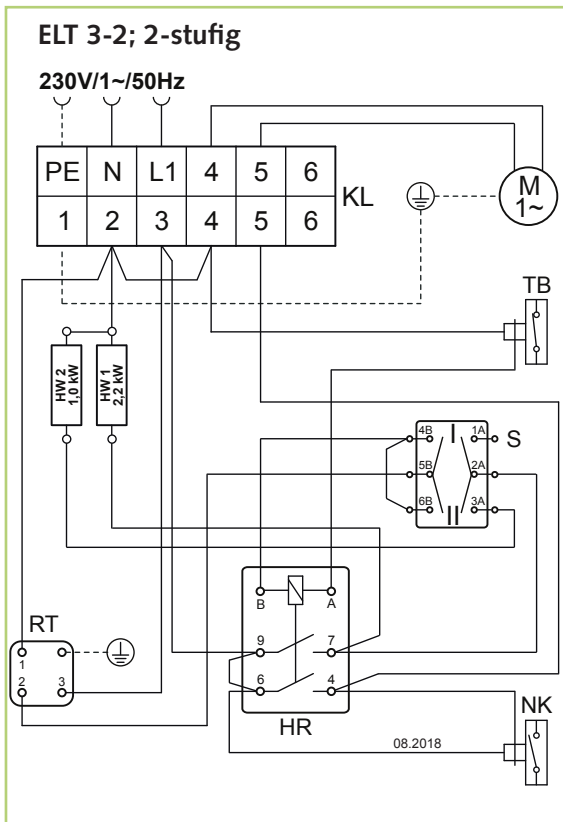 ELT 3-2; 2-stufig
230V/1~/50Hz
PE N L1 4 5 6
1 2 3 4 5 6
KL
M
1~
TB
HW 2
1,0 kW
HW 1
2,2 kW
4B I 1A
S
5B 2A
6B II 3A
B A
RT
9 7
1
2 3
6 4
HR
NK
08.2018